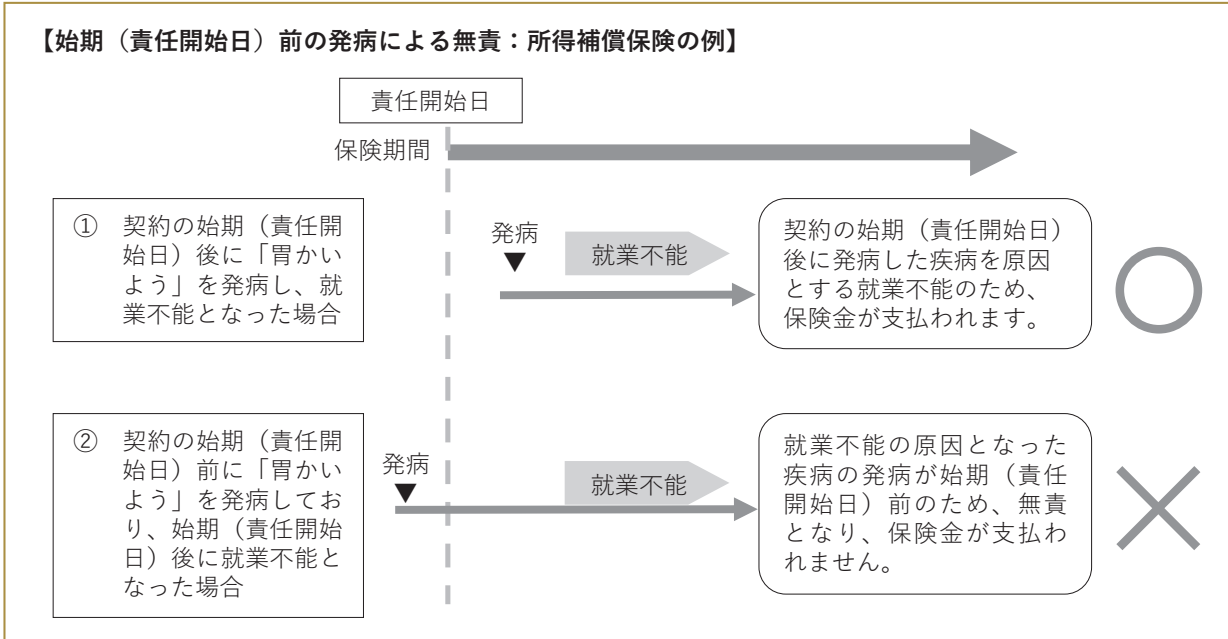 【始期（責任開始日）前の発病による無責：所得補償保険の例】
責任開始日
保険期間
① 契約の始期（責任開
始日）後に「胃かい
よう」を発病し、就
業不能となった場合
発病
就業不能
契約の始期（責任開始日）
後に発病した疾病を原因
とする就業不能のため、
保険金が支払われます。
② 契約の始期（責任開
始日）前に「胃かい
よう」を発病してお
り、始期（責任開始
日）後に就業不能と
なった場合
発病
就業不能
就業不能の原因となった
疾病の発病が始期（責任
開始日）前のため、無責
となり、保険金が支払わ
れません。